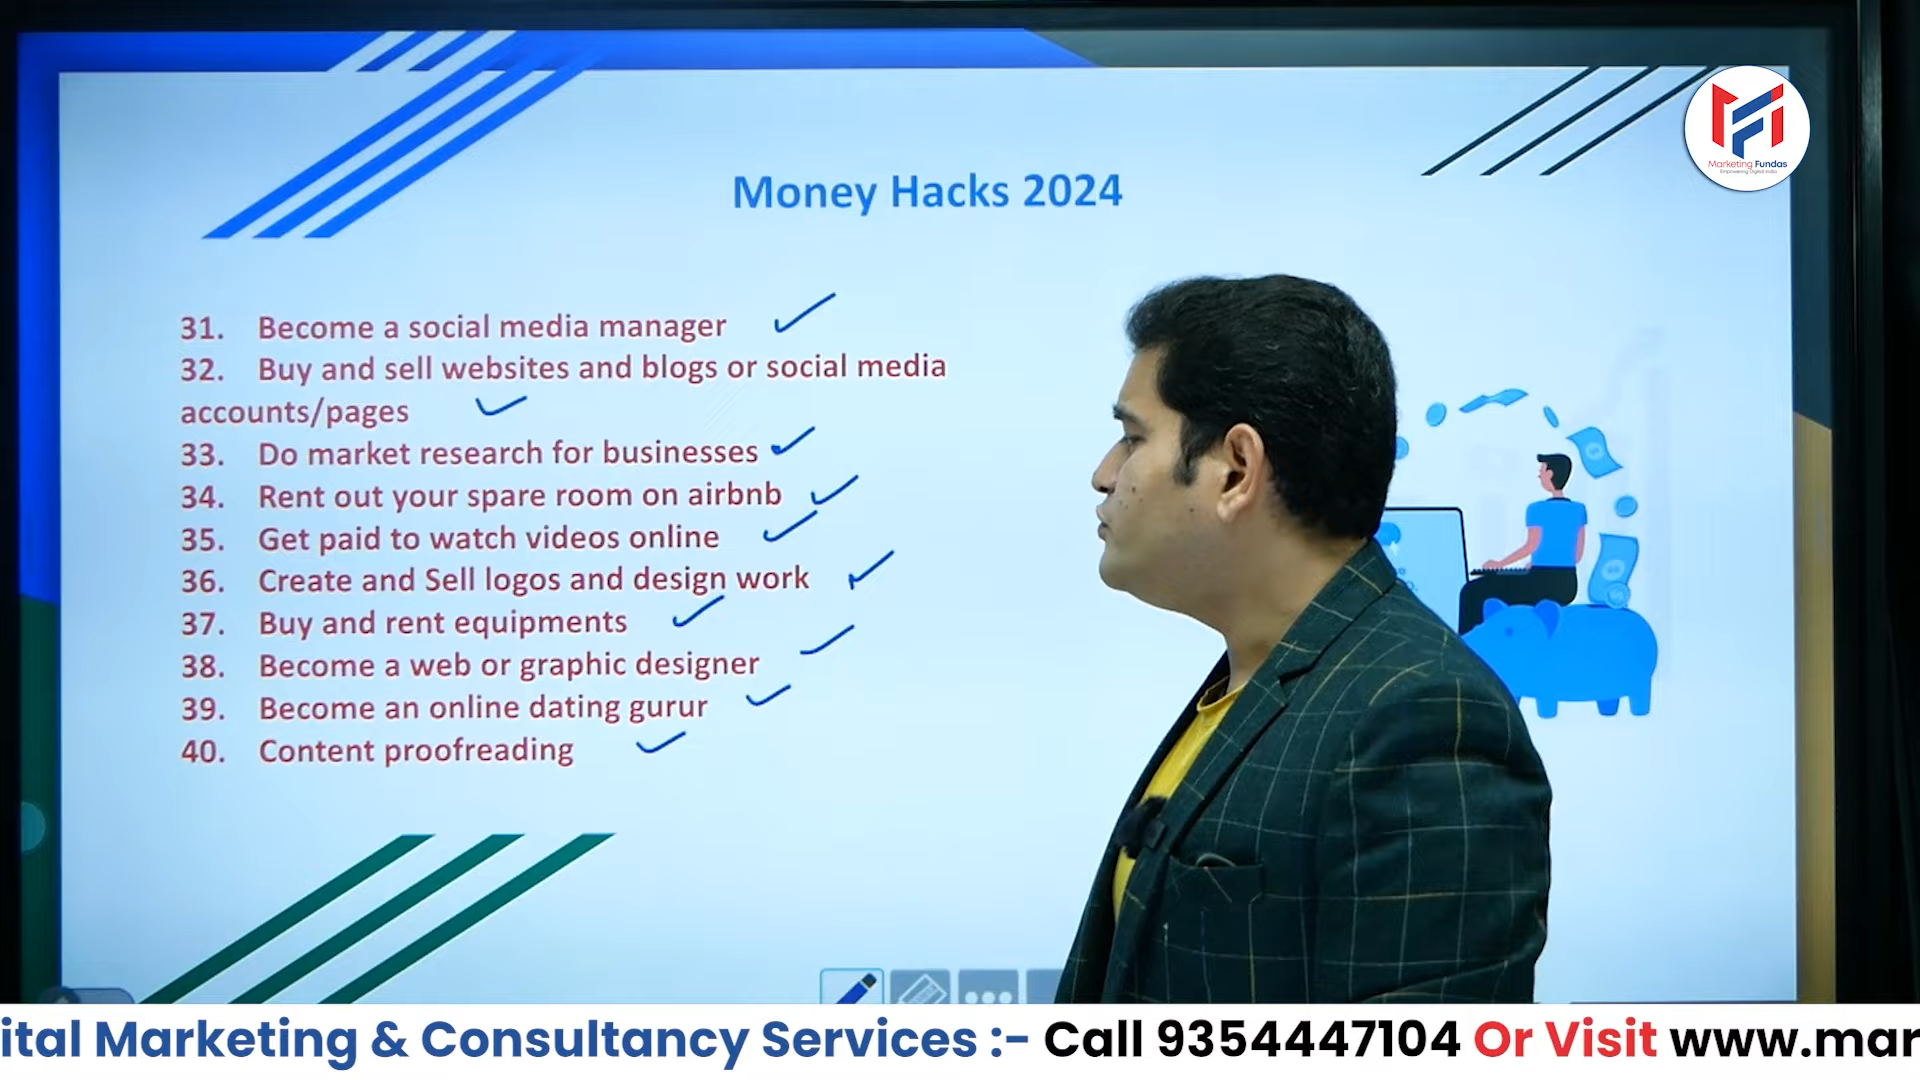 Marketing Fundas
Empowering Digital India
Money Hacks 2024
31. Become a social media manager
32. Buy and sell websites and blogs or social media
accounts/pages
33. Do market research for businesses
34. Rent out your spare room on airbnb
35. Get paid to watch videos online
36. Create and Sell logos and design work
37. Buy and rent equipments
38. Become a web or graphic designer
39. Become an online dating gurur
40. Content proofreading
ital Marketing & Consultancy Services :- Call 9354447104 Or Visit www.mar